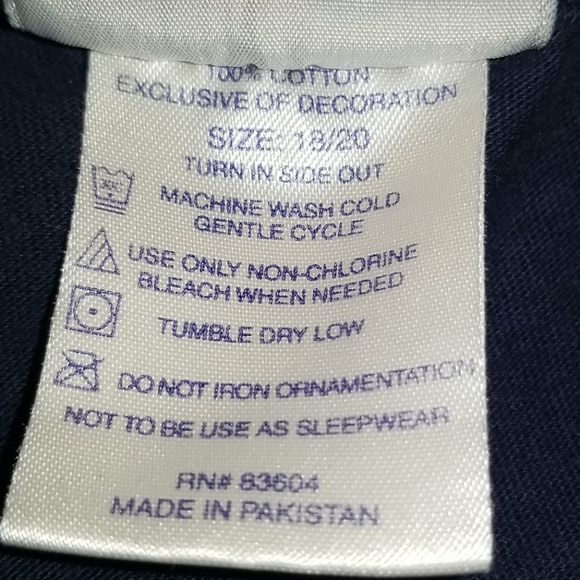 100% COTTON
EXCLUSIVE OF DECORATION
SIZE: 18/20
TURN IN SIDE OUT
MACHINE WASH COLD
GENTLE CYCLE
USE ONLY NON-CHLORINE
BLEACH WHEN NEEDED
TUMBLE DRY LOW
DO NOT IRON ORNAMENTATION
NOT TO BE USE AS SLEEPWEAR
RN# 83604
MADE IN PAKISTAN